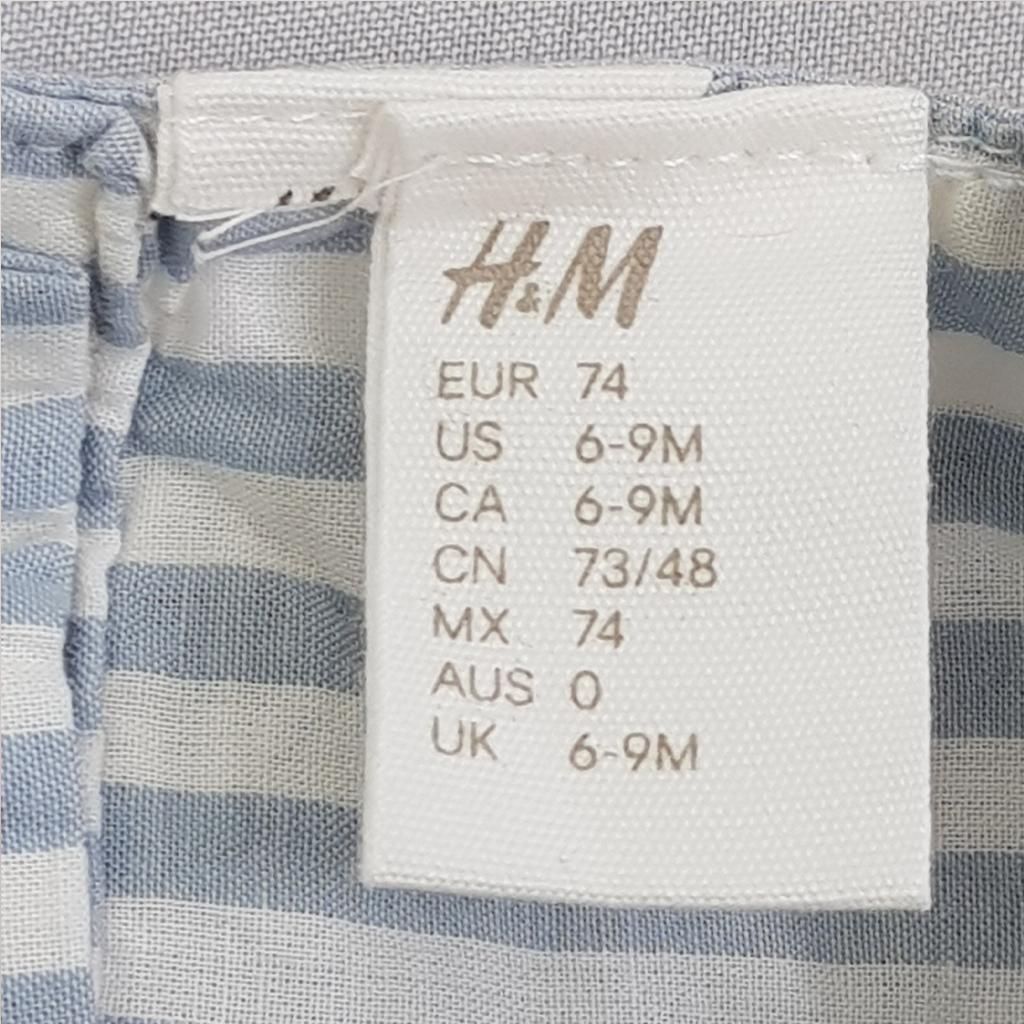 H&M
EUR 74
US 6-9M
CA 6-9M
CN 73/48
MX 74
AUS 0
UK 6-9M